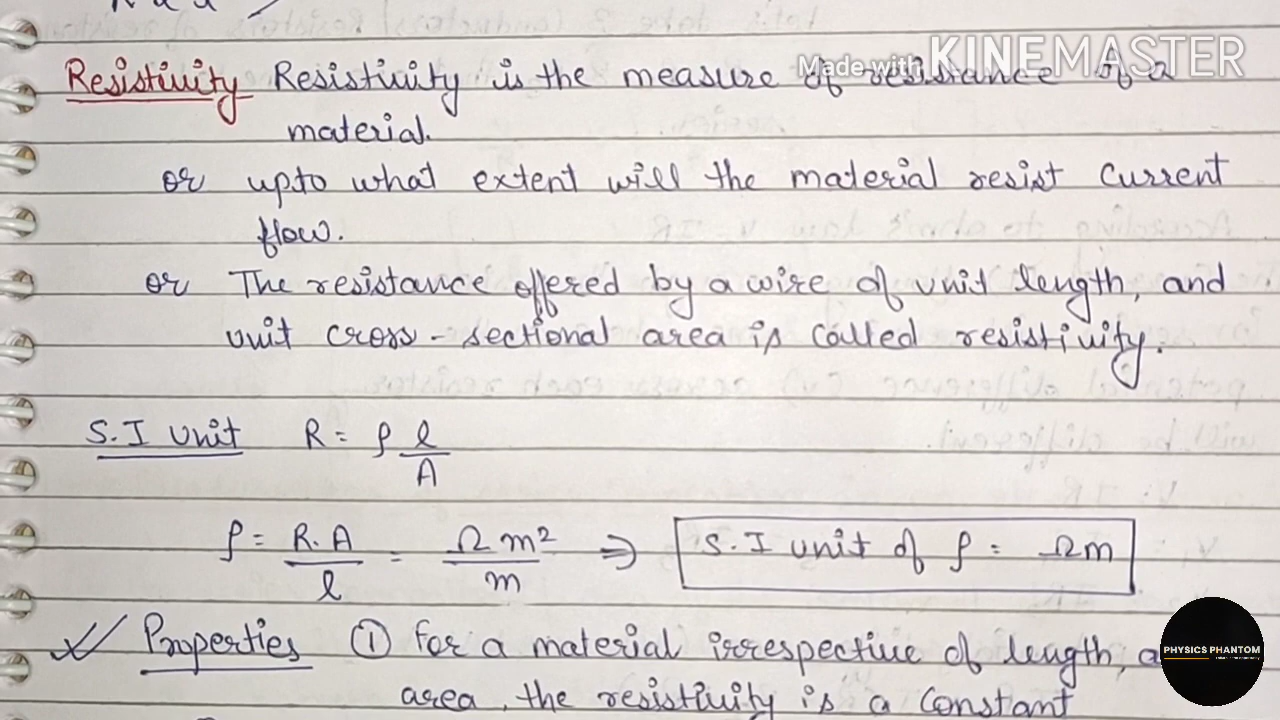 Made with KINEMASTER
Resistivity Resistivity is the measure of resistance of a
material.
or upto what extent will the material resist current
flow.
or The resistance offered by a wire of unit length, and
unit cross-sectional area is called resistivity.
S.I Unit R = ρ l/A
ρ = R.A/l = Ωm²/m ⇒ S.I unit of ρ = Ωm
Properties ① For a material irrespective of length,
area, the resistivity is a constant
PHYSICS PHANTOM